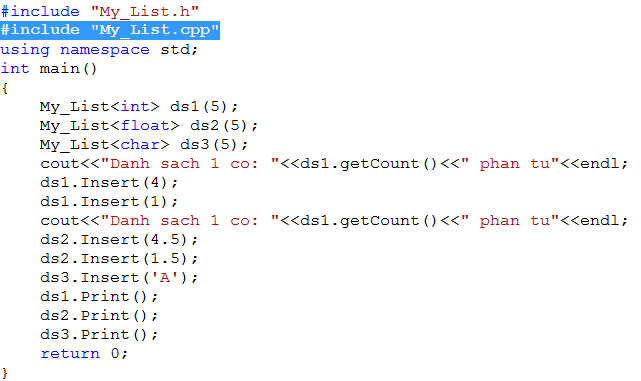 #include "My_List.h"
#include "My_List.cpp"
using namespace std;
int main()
{
    My_List<int> ds1(5);
    My_List<float> ds2(5);
    My_List<char> ds3(5);
    cout<<"Danh sach 1 co: "<<ds1.getCount()<<" phan tu"<<endl;
    ds1.Insert(4);
    ds1.Insert(1);
    cout<<"Danh sach 1 co: "<<ds1.getCount()<<" phan tu"<<endl;
    ds2.Insert(4.5);
    ds2.Insert(1.5);
    ds3.Insert('A');
    ds1.Print();
    ds2.Print();
    ds3.Print();
    return 0;
}